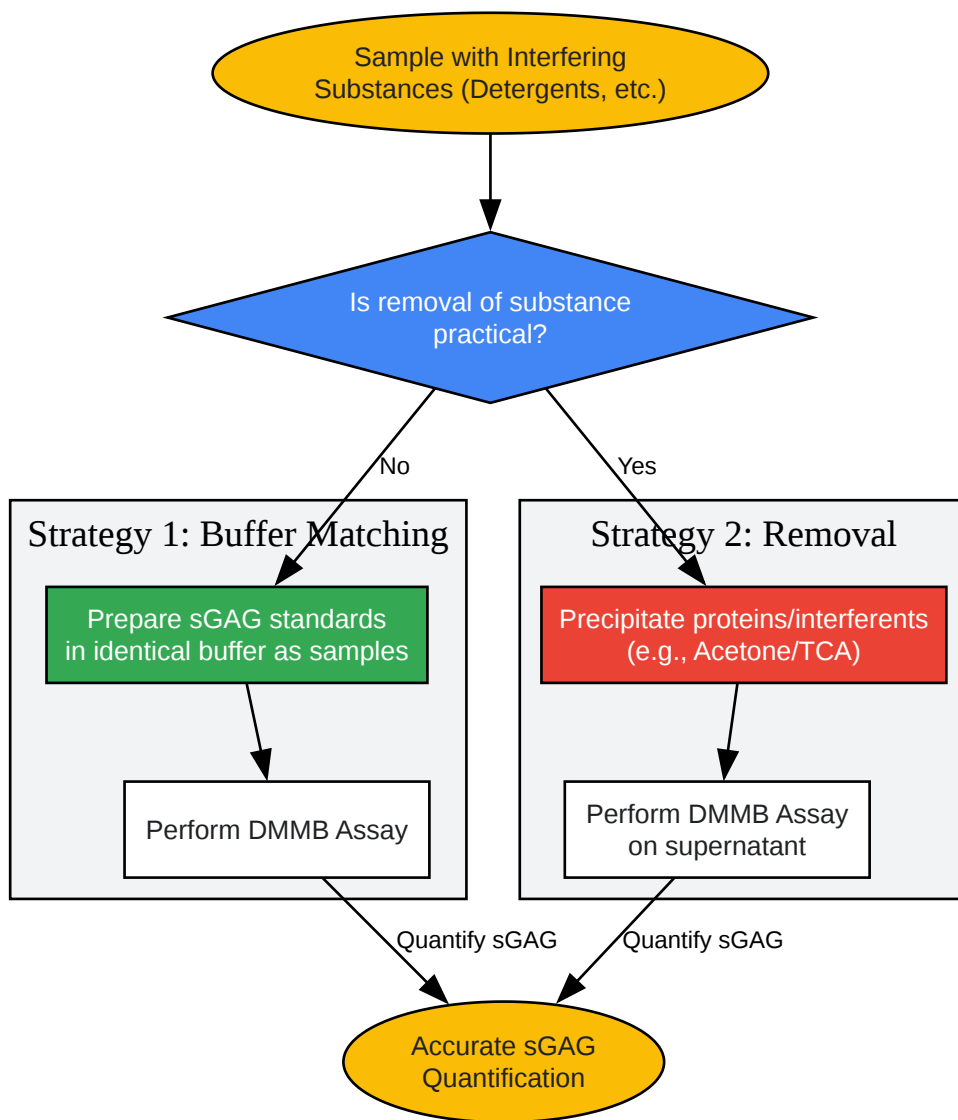 Sample with Interfering
Substances (Detergents, etc.)
Is removal of substance
practical?
No
Yes
Strategy 1: Buffer Matching
Prepare sGAG standards
in identical buffer as samples
Perform DMMB Assay
Strategy 2: Removal
Precipitate proteins/interferents
(e.g., Acetone/TCA)
Perform DMMB Assay
on supernatant
Quantify sGAG
Quantify sGAG
Accurate sGAG
Quantification